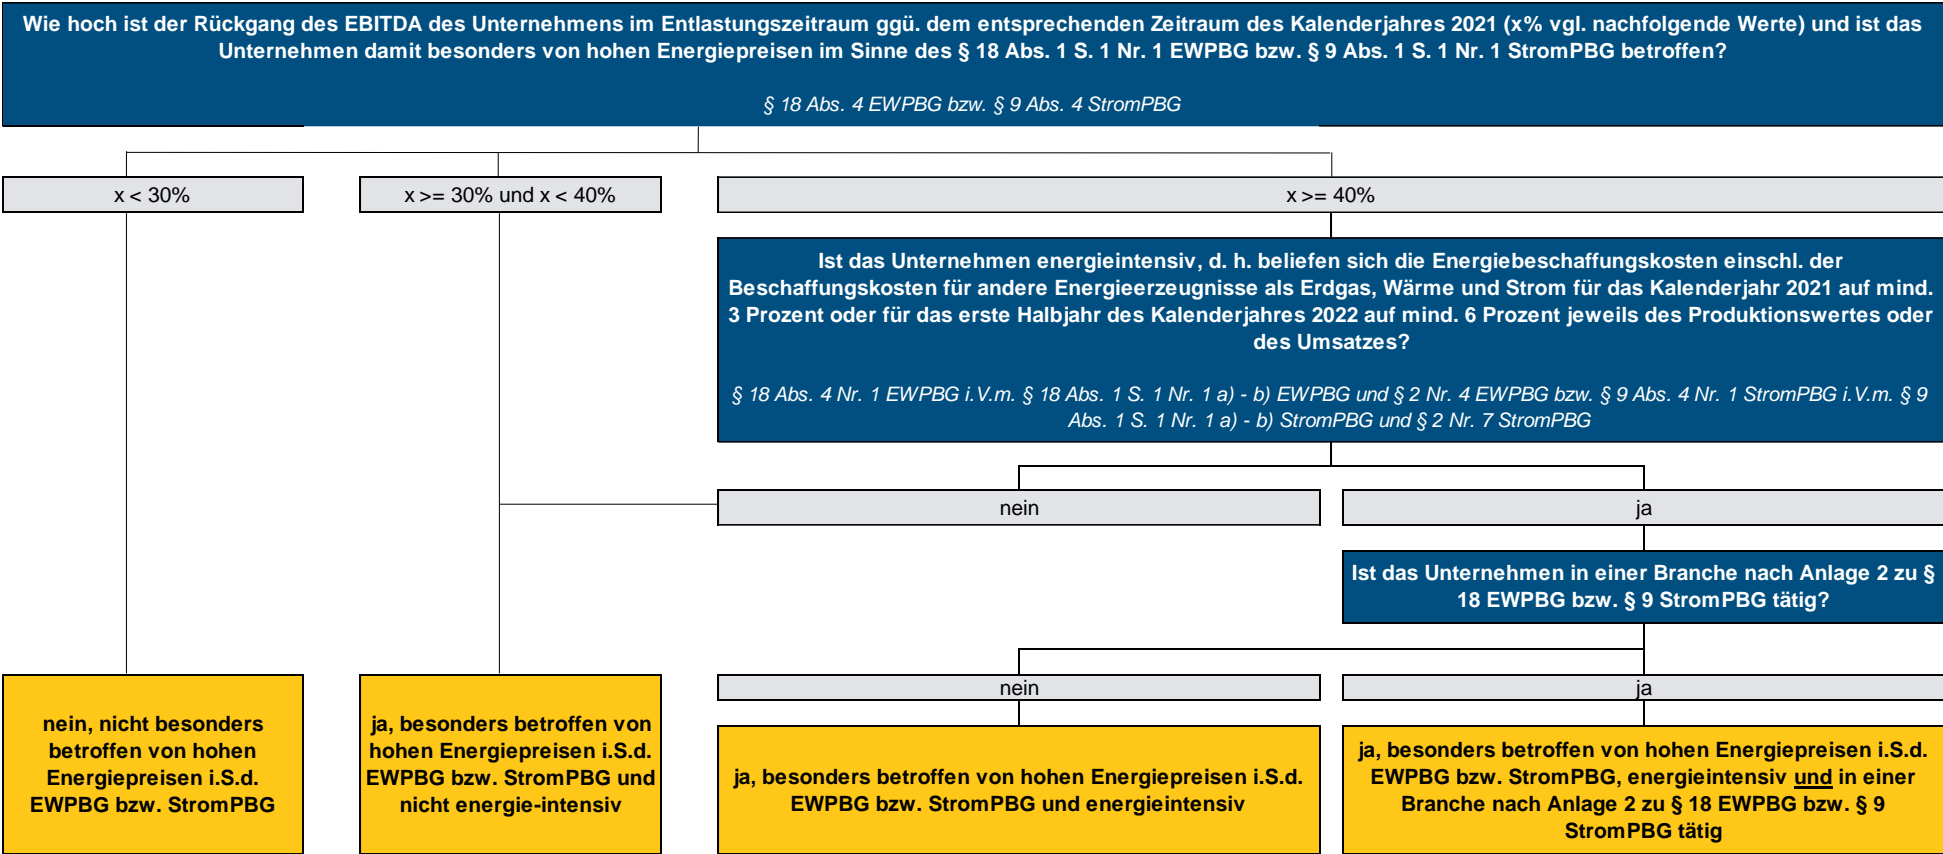 Wie hoch ist der Rückgang des EBITDA des Unternehmens im Entlastungszeitraum ggü. dem entsprechenden Zeitraum des Kalenderjahres 2021 (x% vgl. nachfolgende Werte) und ist das
Unternehmen damit besonders von hohen Energiepreisen im Sinne des § 18 Abs. 1 S. 1 Nr. 1 EWPBG bzw. § 9 Abs. 1 S. 1 Nr. 1 StromPBG betroffen?
§ 18 Abs. 4 EWPBG bzw. § 9 Abs. 4 StromPBG
x < 30%
x >= 30% und x < 40%
x >= 40%
Ist das Unternehmen energieintensiv, d. h. beliefen sich die Energiebeschaffungskosten einschl. der
Beschaffungskosten für andere Energieerzeugnisse als Erdgas, Wärme und Strom für das Kalenderjahr 2021 auf mind.
3 Prozent oder für das erste Halbjahr des Kalenderjahres 2022 auf mind. 6 Prozent jeweils des Produktionswertes oder
des Umsatzes?
§ 18 Abs. 4 Nr. 1 EWPBG i.V.m. § 18 Abs. 1 S. 1 Nr. 1 a) - b) EWPBG und § 2 Nr. 4 EWPBG bzw. § 9 Abs. 4 Nr. 1 StromPBG i.V.m. § 9
Abs. 1 S. 1 Nr. 1 a) - b) StromPBG und § 2 Nr. 7 StromPBG
nein
ja
Ist das Unternehmen in einer Branche nach Anlage 2 zu §
18 EWPBG bzw. § 9 StromPBG tätig?
nein
ja
nein, nicht besonders
betroffen von hohen
Energiepreisen i.S.d.
EWPBG bzw. StromPBG
ja, besonders betroffen von
hohen Energiepreisen i.S.d.
EWPBG bzw. StromPBG und
nicht energie-intensiv
ja, besonders betroffen von hohen Energiepreisen i.S.d.
EWPBG bzw. StromPBG und energieintensiv
ja, besonders betroffen von hohen Energiepreisen i.S.d.
EWPBG bzw. StromPBG, energieintensiv und in einer
Branche nach Anlage 2 zu § 18 EWPBG bzw. § 9
StromPBG tätig